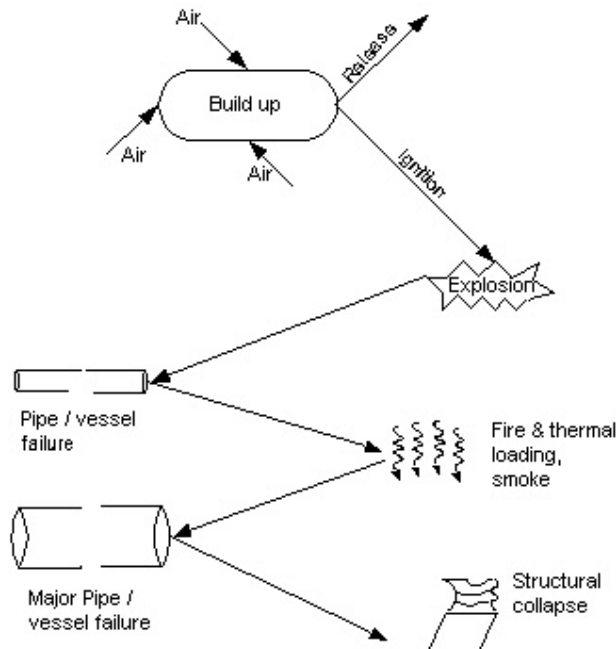 Air
Release
Build up
Air
Air
Ignition
Explosion
Pipe / vessel
failure
Fire & thermal
loading,
smoke
Major Pipe /
vessel failure
Structural
collapse